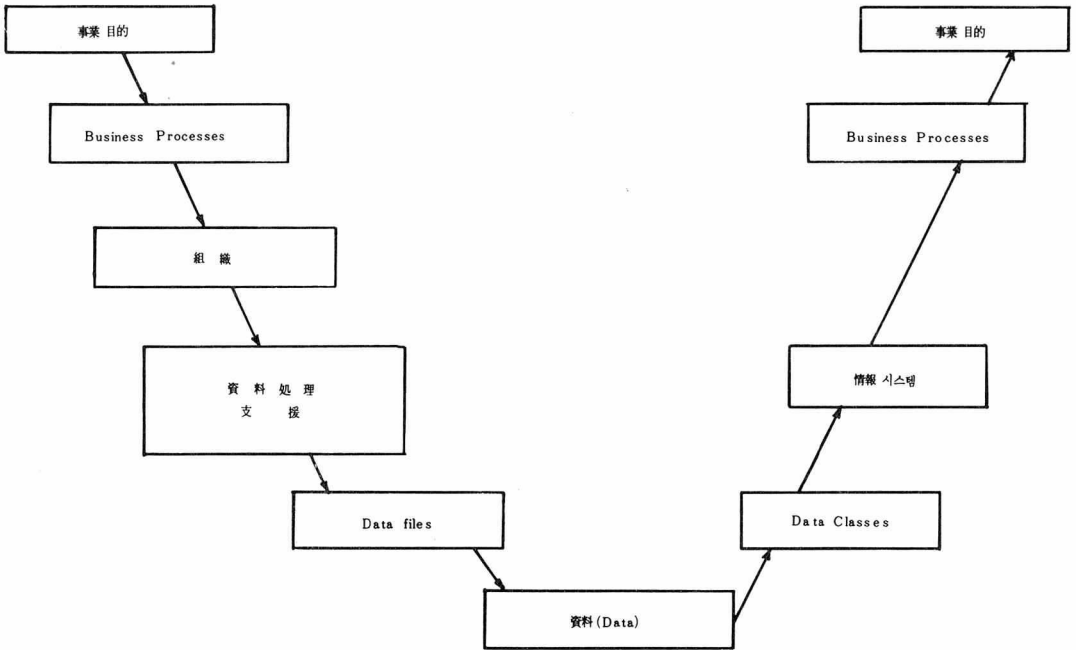 事業 目的
Business Processes
組 織
資 料 処 理
支 援
Data files
資料 (Data)
Data Classes
情報 시스템
Business Processes
事業 目的